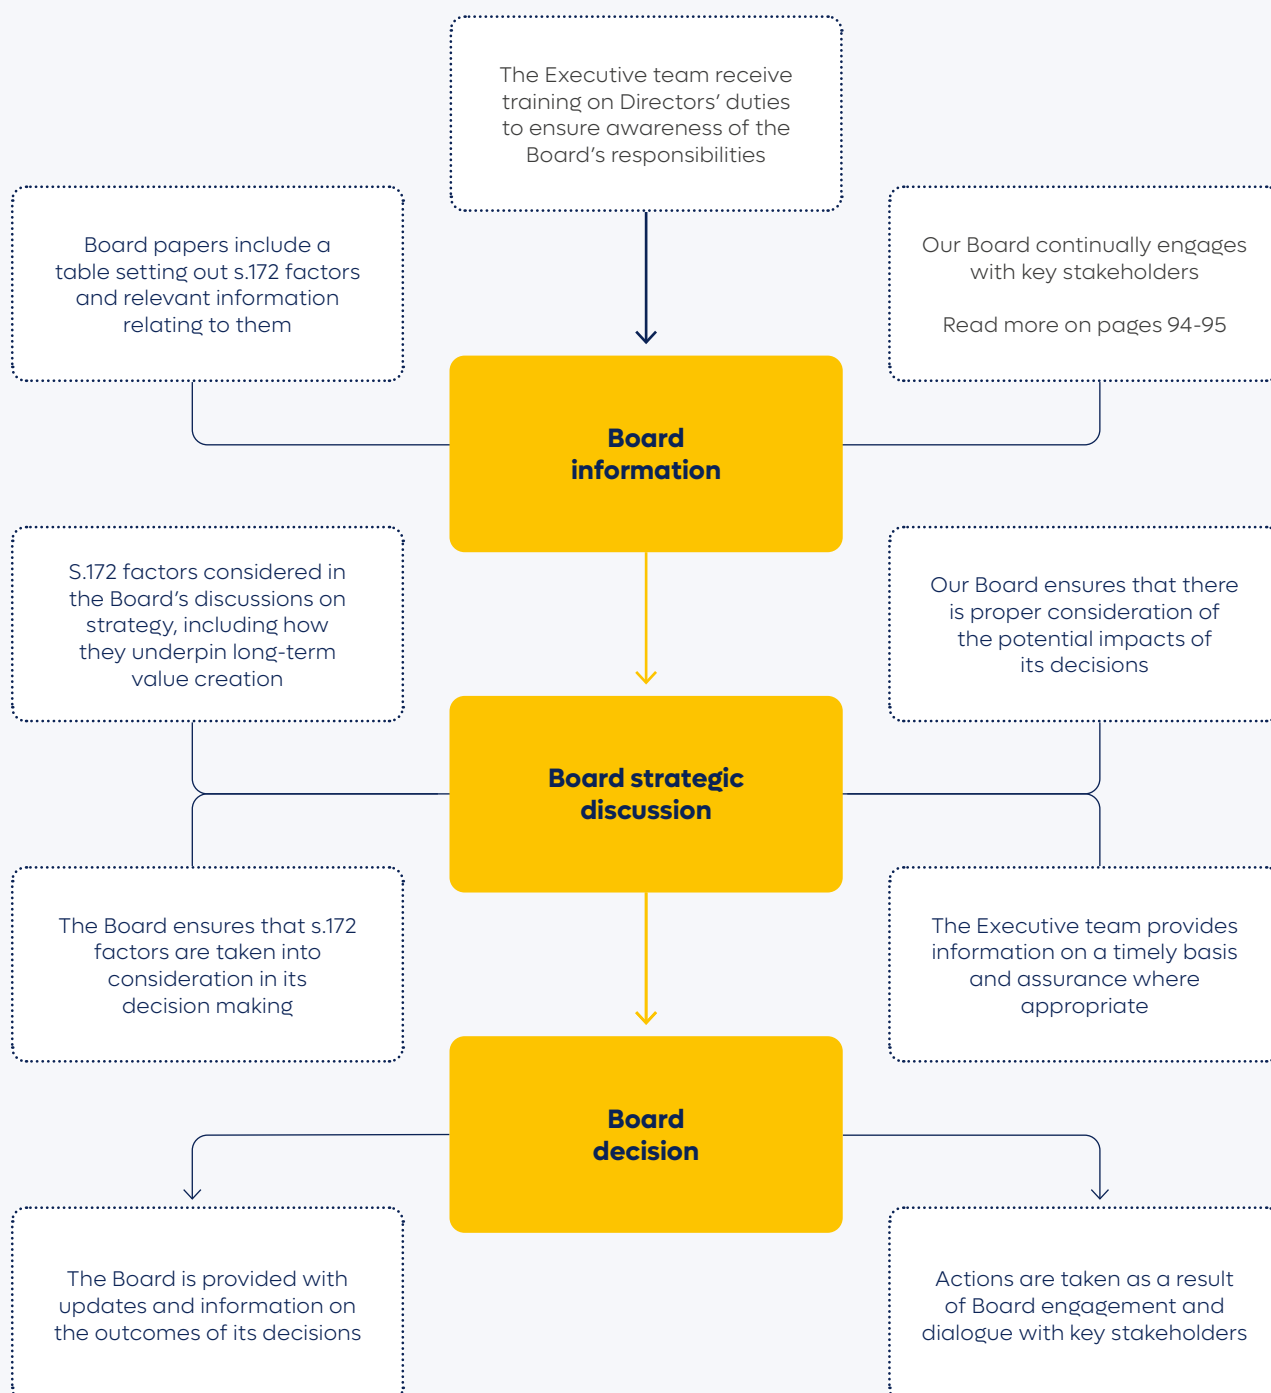 The Executive team receive
training on Directors’ duties
to ensure awareness of the
Board’s responsibilities
Board papers include a
table setting out s.172 factors
and relevant information
relating to them
Our Board continually engages
with key stakeholders
Read more on pages 94-95
Board
information
S.172 factors considered in
the Board’s discussions on
strategy, including how
they underpin long-term
value creation
Our Board ensures that there
is proper consideration of
the potential impacts of
its decisions
Board strategic
discussion
The Board ensures that s.172
factors are taken into
consideration in its
decision making
The Executive team provides
information on a timely basis
and assurance where
appropriate
Board
decision
The Board is provided with
updates and information on
the outcomes of its decisions
Actions are taken as a result
of Board engagement and
dialogue with key stakeholders